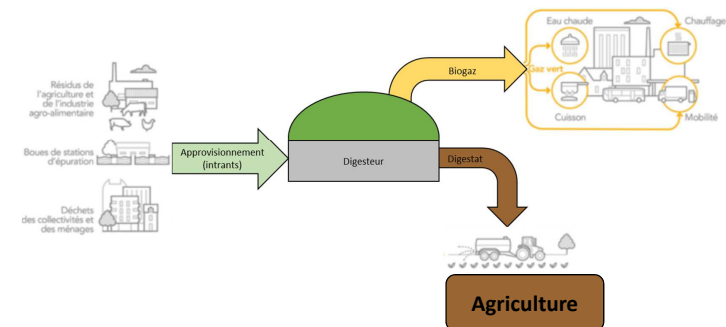 Résidus de
l'agriculture et
de l'industrie
agro-alimentaire
Boues de stations
d'épuration
Déchets
des collectivités et
des ménages
Approvisionnement
(intrants)
Digesteur
Biogaz
Digestat
Eau chaude
Chauffage
Gaz vert
Cuisson
Mobilité
Agriculture